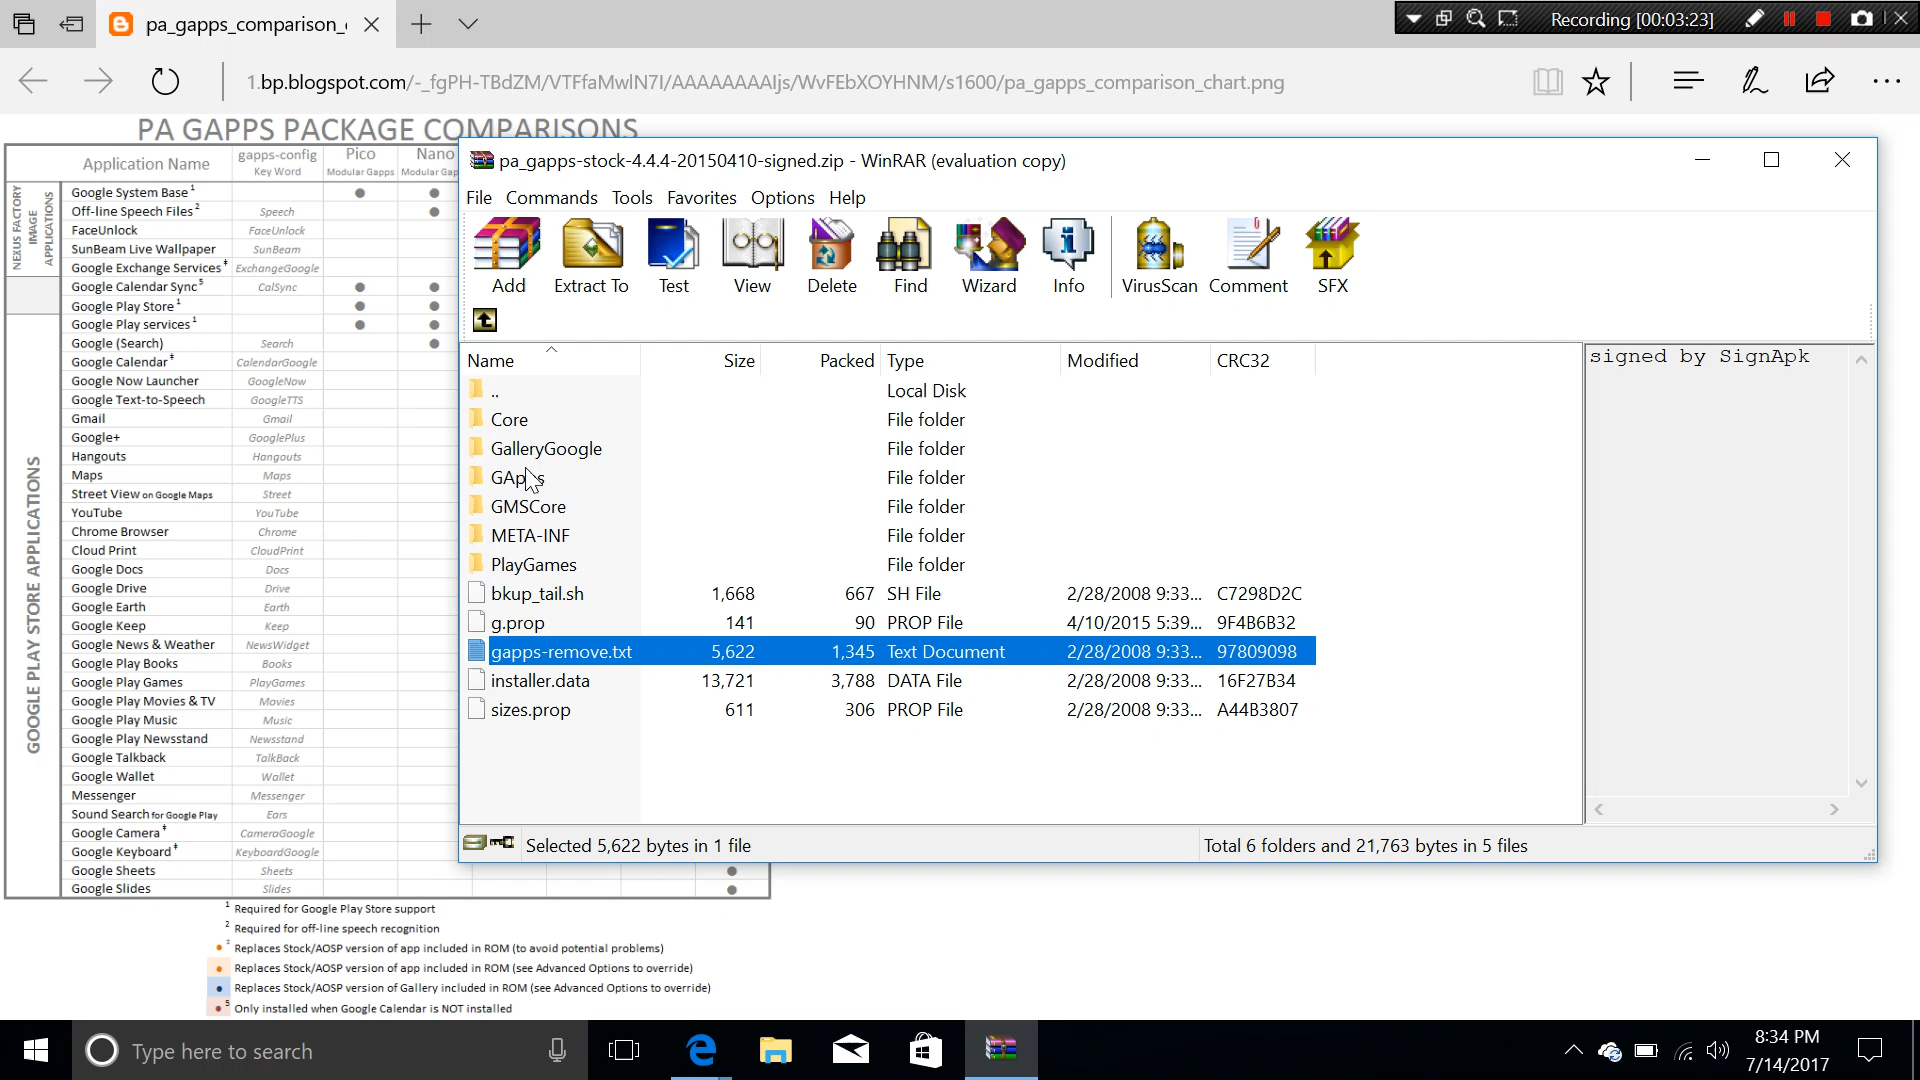 pa_gapps_comparison_
Recording [00:03:23]
1.bp.blogspot.com/-_fgPH-TBdZM/VTFfaMwlN7I/AAAAAAAAljs/WvFEbXOYHNM/s1600/pa_gapps_comparison_chart.png
PA GAPPS PACKAGE COMPARISONS
Application Name gapps-config Key Word Pico Modular Gapps Nano Modular Gap
NEXUS FACTORY IMAGE APPLICATIONS
Google System Base 1
Off-line Speech Files 2 Speech
FaceUnlock FaceUnlock
SunBeam Live Wallpaper SunBeam
Google Exchange Services ‡ ExchangeGoogle
Google Calendar Sync 5 CalSync
GOOGLE PLAY STORE APPLICATIONS
Google Play Store 1
Google Play services 1
Google (Search) Search
Google Calendar ‡ CalendarGoogle
Google Now Launcher GoogleNow
Google Text-to-Speech GoogleTTS
Gmail Gmail
Google+ GooglePlus
Hangouts Hangouts
Maps Maps
Street View on Google Maps Street
YouTube YouTube
Chrome Browser Chrome
Cloud Print CloudPrint
Google Docs Docs
Google Drive Drive
Google Earth Earth
Google Keep Keep
Google News & Weather NewsWidget
Google Play Books Books
Google Play Games PlayGames
Google Play Movies & TV Movies
Google Play Music Music
Google Play Newsstand Newsstand
Google Talkback TalkBack
Google Wallet Wallet
Messenger Messenger
Sound Search for Google Play Ears
Google Camera ‡ CameraGoogle
Google Keyboard ‡ KeyboardGoogle
Google Sheets Sheets
Google Slides Slides
1 Required for Google Play Store support
2 Required for off-line speech recognition
Replaces Stock/AOSP version of app included in ROM (to avoid potential problems)
Replaces Stock/AOSP version of app included in ROM (see Advanced Options to override)
Replaces Stock/AOSP version of Gallery included in ROM (see Advanced Options to override)
5 Only installed when Google Calendar is NOT installed
pa_gapps-stock-4.4.4-20150410-signed.zip - WinRAR (evaluation copy)
File Commands Tools Favorites Options Help
Add Extract To Test View Delete Find Wizard Info VirusScan Comment SFX
Name Size Packed Type Modified CRC32
.. Local Disk
Core File folder
GalleryGoogle File folder
GApps File folder
GMSCore File folder
META-INF File folder
PlayGames File folder
bkup_tail.sh 1,668 667 SH File 2/28/2008 9:33... C7298D2C
g.prop 141 90 PROP File 4/10/2015 5:39... 9F4B6B32
gapps-remove.txt 5,622 1,345 Text Document 2/28/2008 9:33... 97809098
installer.data 13,721 3,788 DATA File 2/28/2008 9:33... 16F27B34
sizes.prop 611 306 PROP File 2/28/2008 9:33... A44B3807
signed by SignApk
Selected 5,622 bytes in 1 file
Total 6 folders and 21,763 bytes in 5 files
Type here to search
8:34 PM
7/14/2017